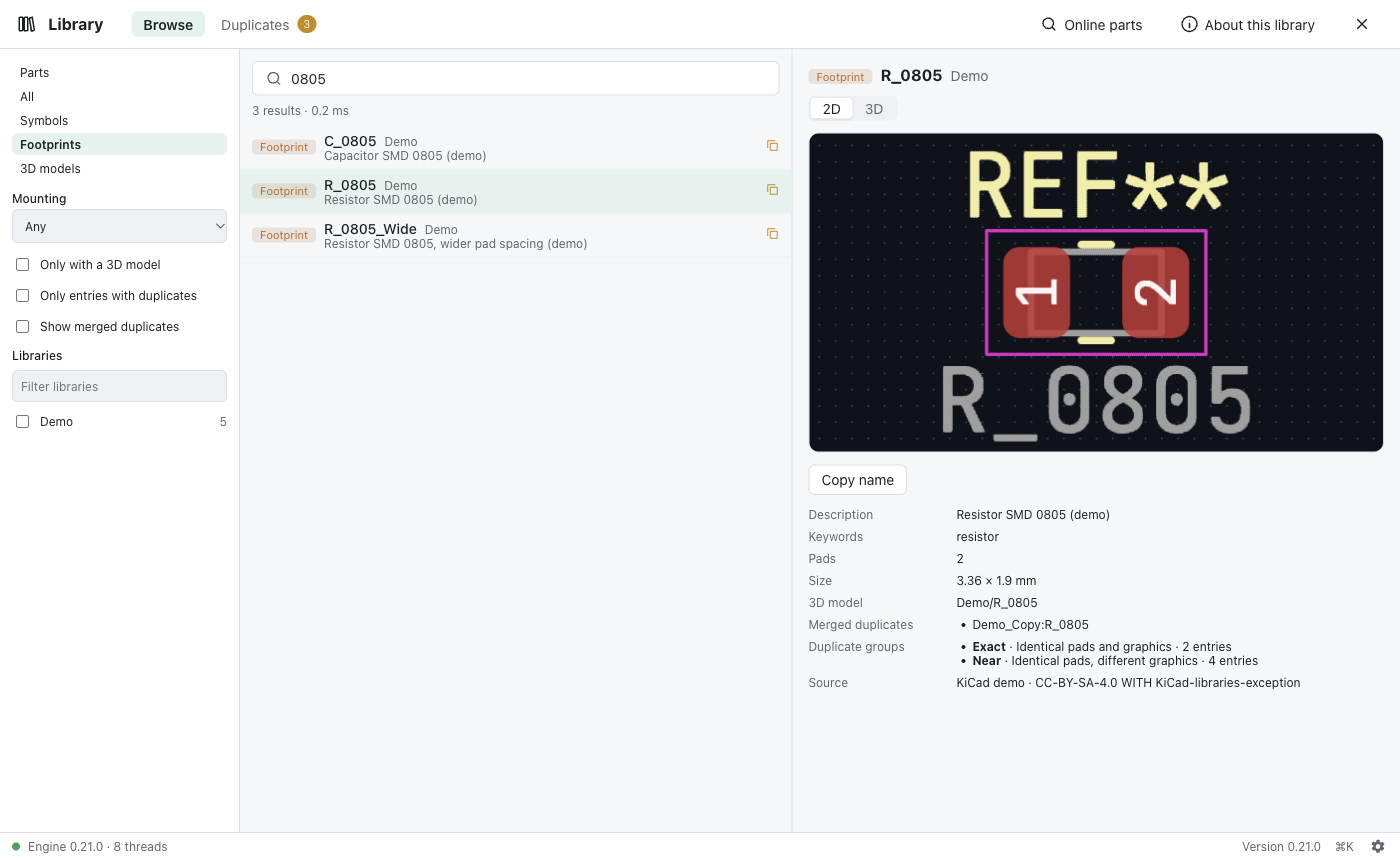 Library
Browse
Duplicates 3
Online parts
About this library
Parts
All
Symbols
Footprints
3D models
Mounting
Any
Only with a 3D model
Only entries with duplicates
Show merged duplicates
Libraries
Filter libraries
Demo 5
0805
3 results · 0.2 ms
Footprint C_0805 Demo
Capacitor SMD 0805 (demo)
Footprint R_0805 Demo
Resistor SMD 0805 (demo)
Footprint R_0805_Wide Demo
Resistor SMD 0805, wider pad spacing (demo)
Footprint R_0805 Demo
2D 3D
REF**
1 2
R_0805
Copy name
Description Resistor SMD 0805 (demo)
Keywords resistor
Pads 2
Size 3.36 × 1.9 mm
3D model Demo/R_0805
Merged duplicates • Demo_Copy:R_0805
Duplicate groups • Exact · Identical pads and graphics · 2 entries
• Near · Identical pads, different graphics · 4 entries
Source KiCad demo · CC-BY-SA-4.0 WITH KiCad-libraries-exception
Engine 0.21.0 · 8 threads
Version 0.21.0 ⌘K